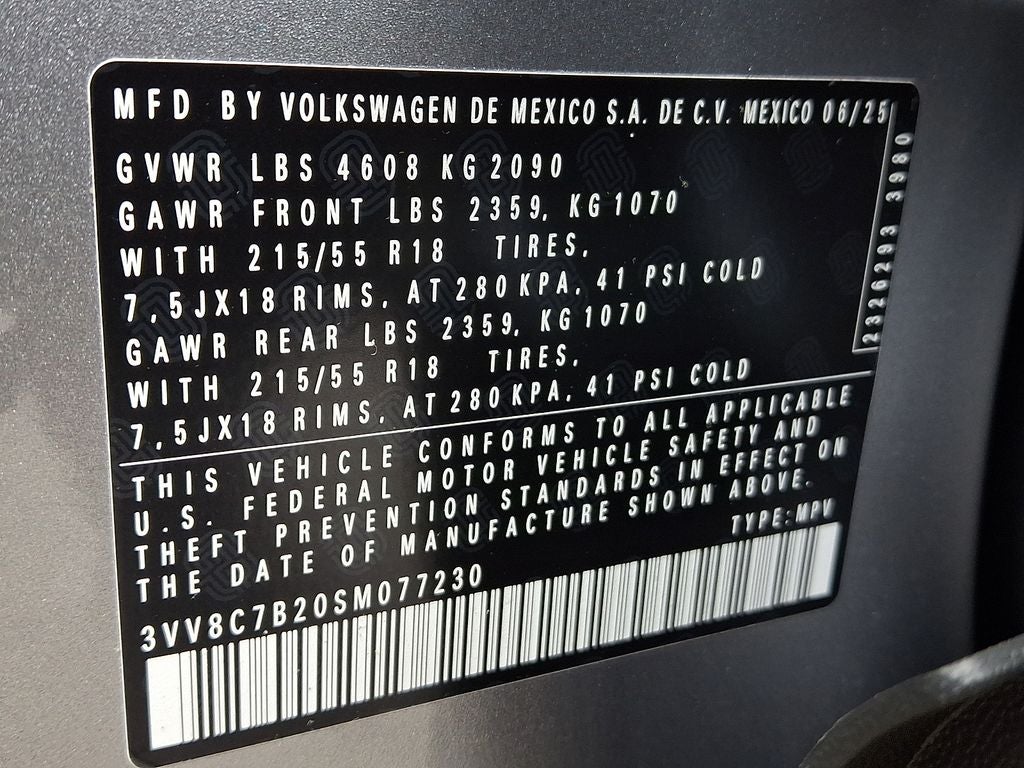 MFD BY VOLKSWAGEN DE MEXICO S.A. DE C.V. MEXICO 06/25
GVWR LBS 4608 KG 2090
GAWR FRONT LBS 2359, KG 1070
WITH 215/55 R18 TIRES,
7,5JX18 RIMS, AT 280 KPA, 41 PSI COLD
GAWR REAR LBS 2359, KG 1070
WITH 215/55 R18 TIRES,
7,5JX18 RIMS, AT 280 KPA, 41 PSI COLD
2326293 3980
THIS VEHICLE CONFORMS TO ALL APPLICABLE
U.S. FEDERAL MOTOR VEHICLE SAFETY AND
THEFT PREVENTION STANDARDS IN EFFECT ON
THE DATE OF MANUFACTURE SHOWN ABOVE.
TYPE: MPV
3VV8C7B20SM077230